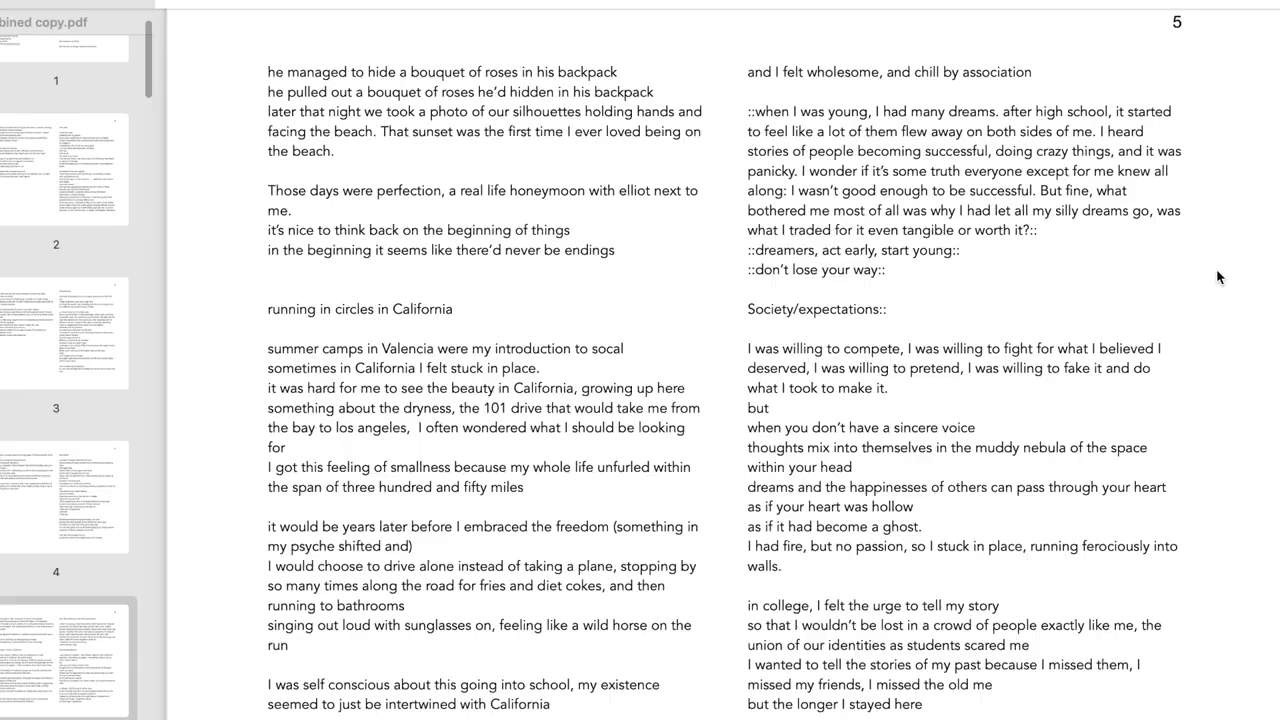 bined copy.pdf
1
2
3
4
5
he managed to hide a bouquet of roses in his backpack
he pulled out a bouquet of roses he'd hidden in his backpack
later that night we took a photo of our silhouettes holding hands and
facing the beach. That summer was the first time I ever loved being on
the beach.
Those days were perfection, a real life honeymoon with elliot next to
me.
it's nice to think back on the beginning of things
in the beginning it seems like there'd never be endings
running in circles in California
summer camps in Valencia were my introduction to socal
sometimes in California I felt stuck in place.
it was hard for me to see the beauty in California, growing up here
something about the dryness, the 101 drive that would take me from
the bay to los angeles, I often wondered what I should be looking
for
I got this feeling of smallness, like my whole life unfurled within
these same three hundred and fifty miles
it would be years later before I embraced the freedom (something in
my psyche shifted and)
I would choose to drive alone instead of taking a plane, stopping by
so many times along the road for fries and diet cokes, and then
running to bathrooms
singing out loud with sunglasses on, feeling like a wild horse on the
run
I was never curious about this place in school, my existence
seemed to just be intertwined with California
and I felt wholesome, and chill by association
::when I was young, I had many dreams. after high school, it started
to fell like a lot of them flew away on both sides of me. I heard
stories of people becoming successful, doing crazy things, and it was
painful, I wonder if it's some truth everyone except for me knew all
along. I wasn't good enough to be successful. But fine, what
bothered me most of all was why I had let all my silly dreams go, was
what I traded for it even tangible or worth it?::
::dreamers, act early, start young::
::don't lose your way::
Society/expectations::
I was willing to compete, I was willing to fight for what I believed I
deserved, I was willing to pretend, I was willing to fake it and do
what I took to make it.
but
when you don't have a sincere voice
thoughts mix into themselves in the muddy nebula of the space
within your head
dreams and the happinesses of others can pass through your heart
as if your heart was hollow
as if it had become a ghost.
I had fire, but no passion, so I stuck in place, running ferociously into
walls.
in college, I felt the urge to tell my story
so that I wouldn't be lost in a crowd of people exactly like me, the
union of our identities as students scared me
I wanted to tell the stories of my past because I missed them, I
missed my friends, I missed the old me
but the longer I stayed here